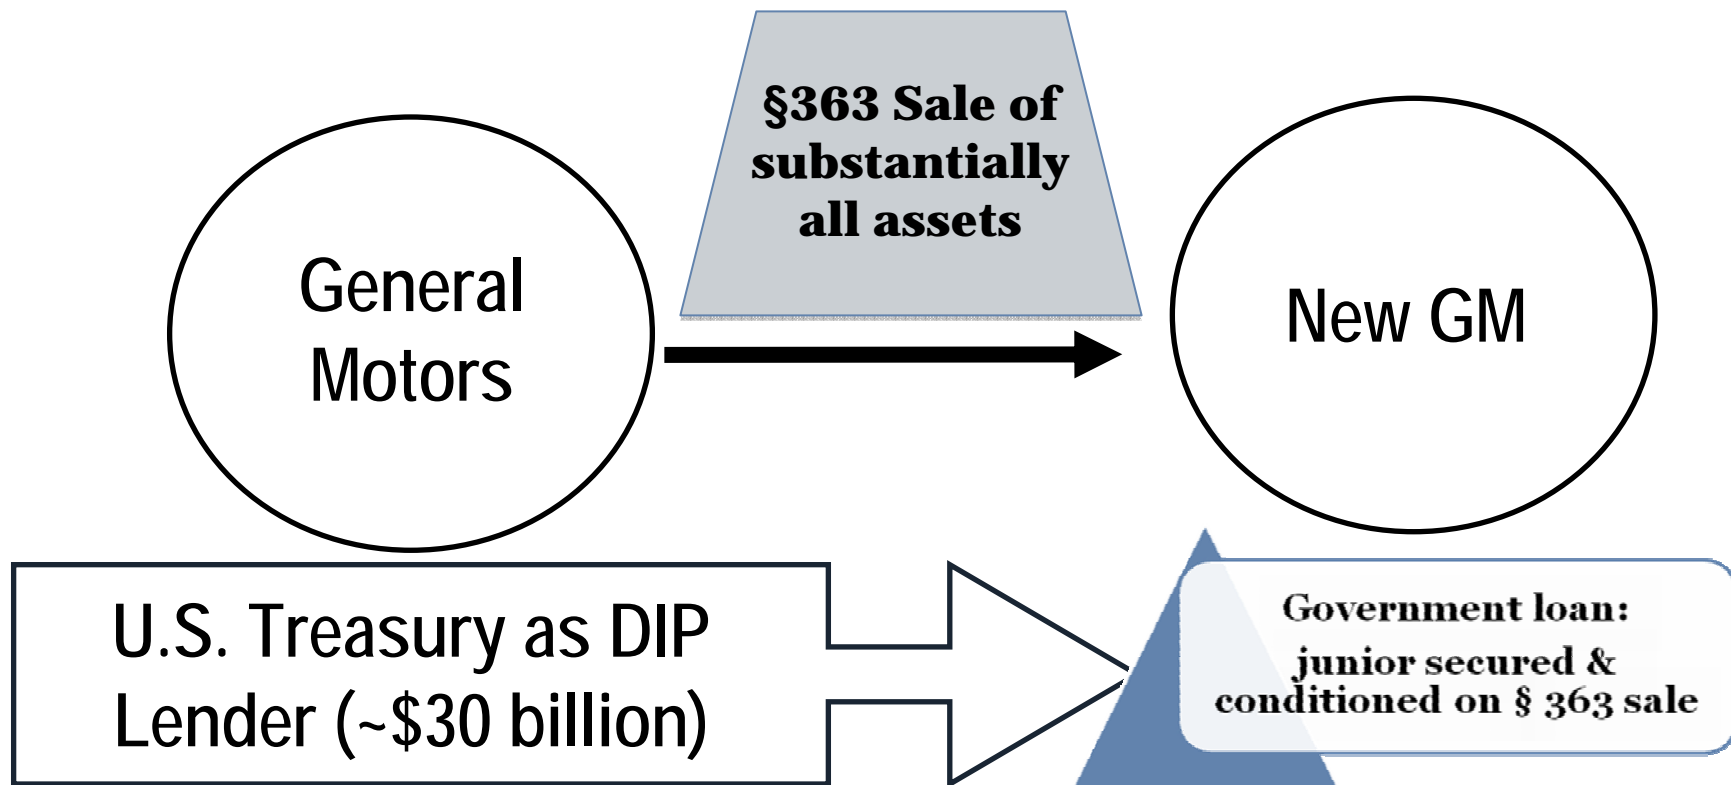 §363 Sale of
substantially
all assets
General
Motors
New GM
U.S. Treasury as DIP
Lender (~$30 billion)
Government loan:
junior secured &
conditioned on § 363 sale